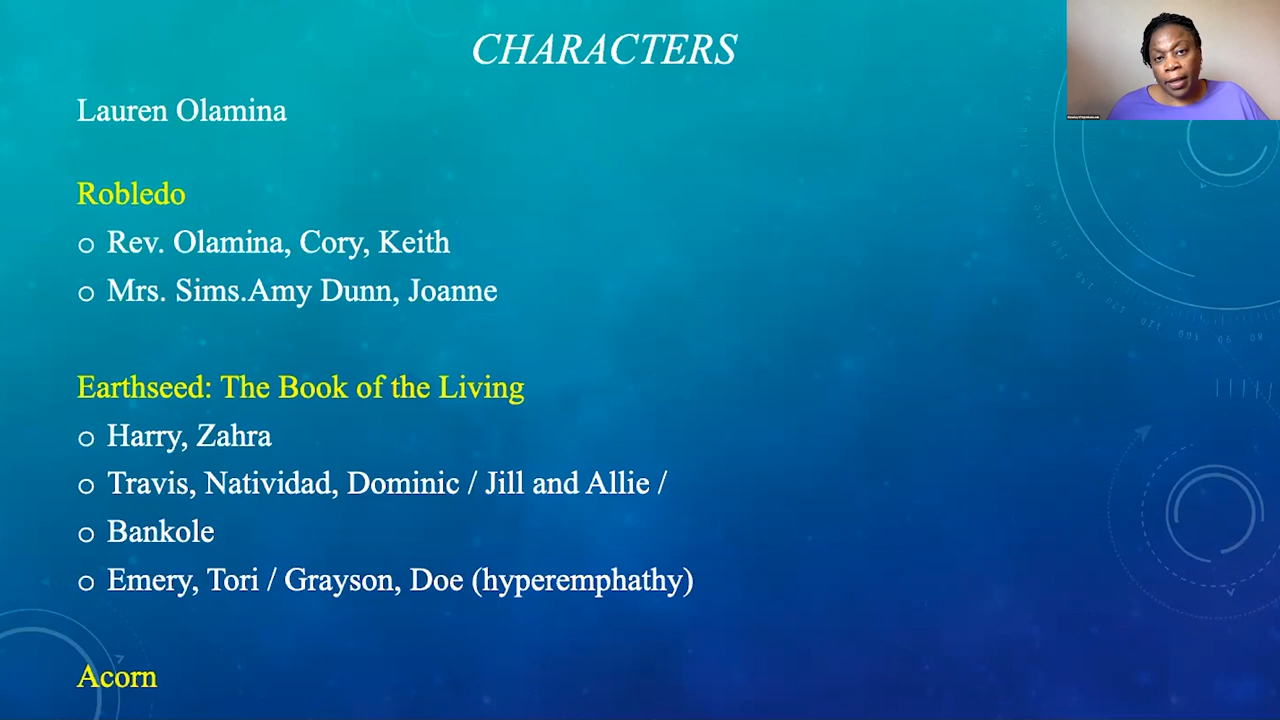 CHARACTERS
Lauren Olamina
Robledo
o Rev. Olamina, Cory, Keith
o Mrs. Sims.Amy Dunn, Joanne
Earthseed: The Book of the Living
o Harry, Zahra
o Travis, Natividad, Dominic / Jill and Allie /
o Bankole
o Emery, Tori / Grayson, Doe (hyperemphathy)
Acorn